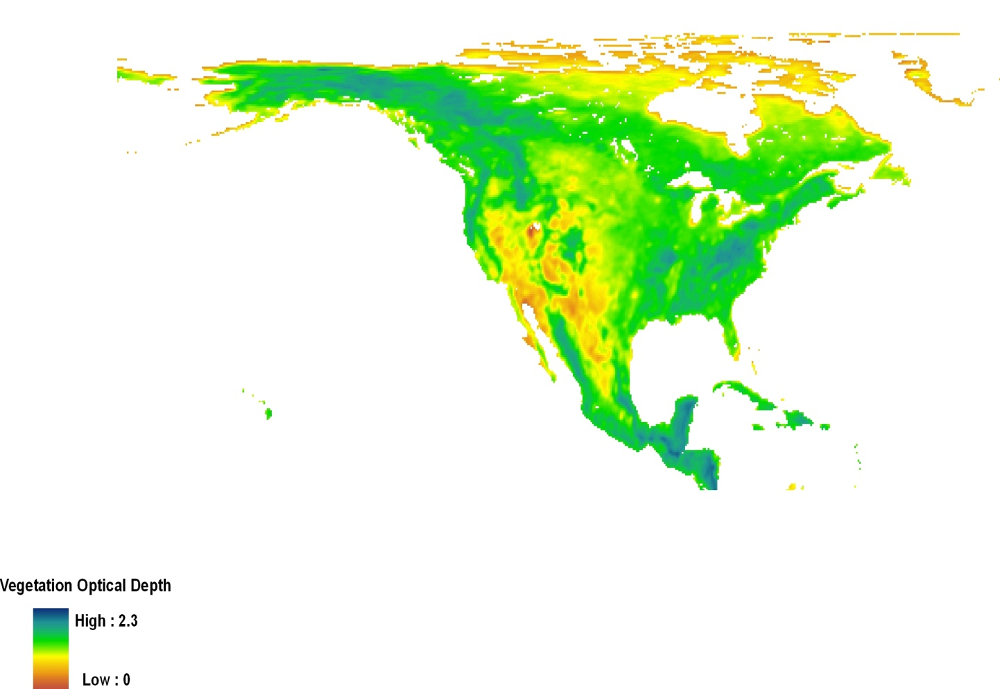 Vegetation Optical Depth
High : 2.3
Low : 0